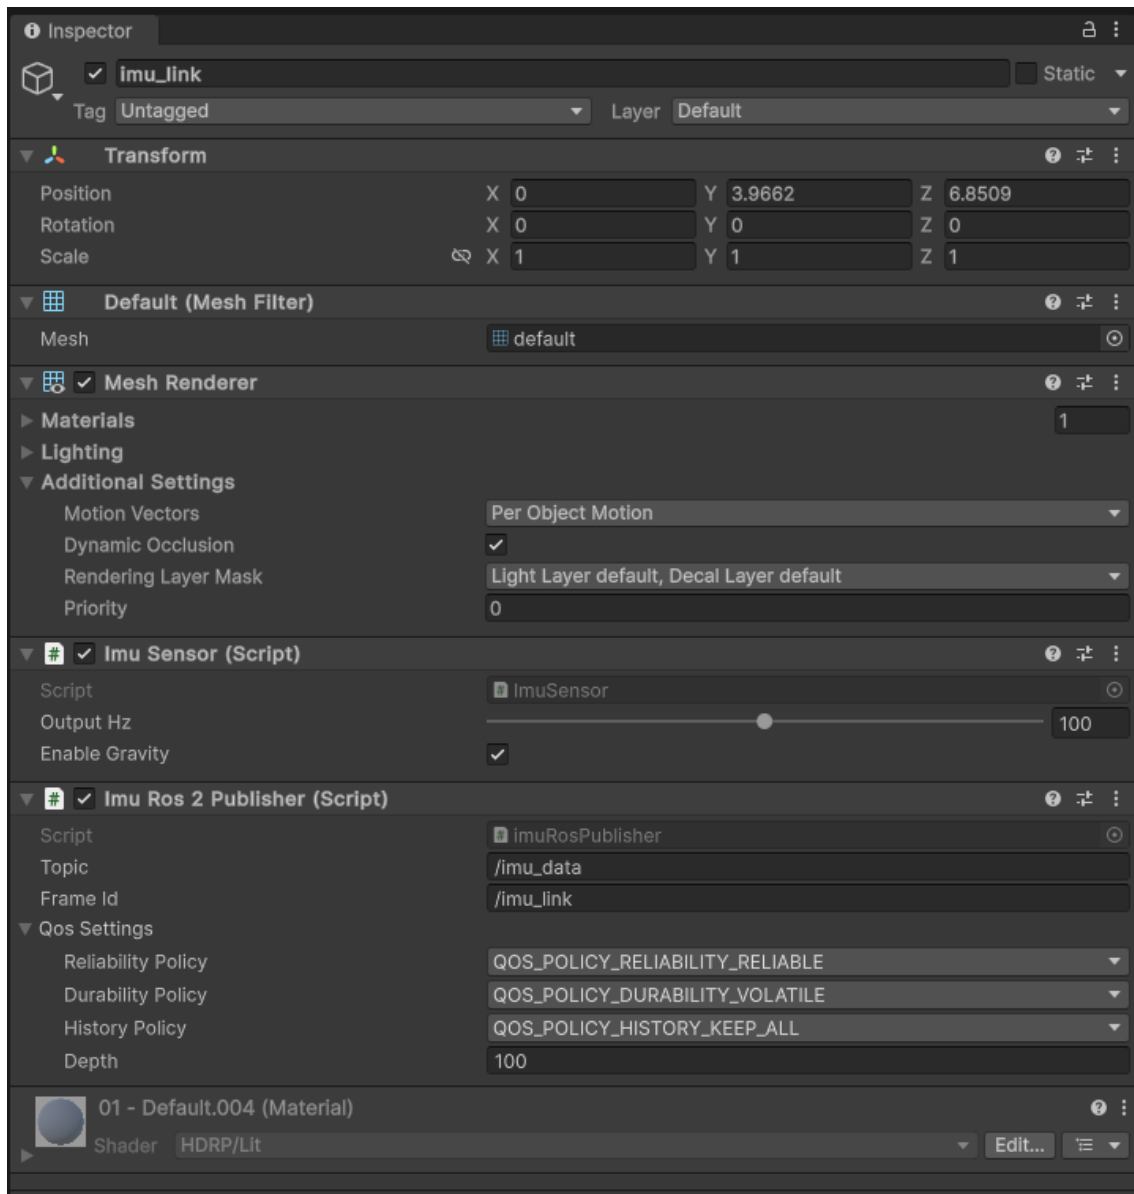 Inspector
imu_link Static
Tag Untagged Layer Default
Transform
Position X 0 Y 3.9662 Z 6.8509
Rotation X 0 Y 0 Z 0
Scale X 1 Y 1 Z 1
Default (Mesh Filter)
Mesh default
Mesh Renderer
Materials 1
Lighting
Additional Settings
Motion Vectors Per Object Motion
Dynamic Occlusion
Rendering Layer Mask Light Layer default, Decal Layer default
Priority 0
# Imu Sensor (Script)
Script ImuSensor
Output Hz 100
Enable Gravity
# Imu Ros 2 Publisher (Script)
Script imuRosPublisher
Topic /imu_data
Frame Id /imu_link
Qos Settings
Reliability Policy QOS_POLICY_RELIABILITY_RELIABLE
Durability Policy QOS_POLICY_DURABILITY_VOLATILE
History Policy QOS_POLICY_HISTORY_KEEP_ALL
Depth 100
01 - Default.004 (Material)
Shader HDRP/Lit Edit...